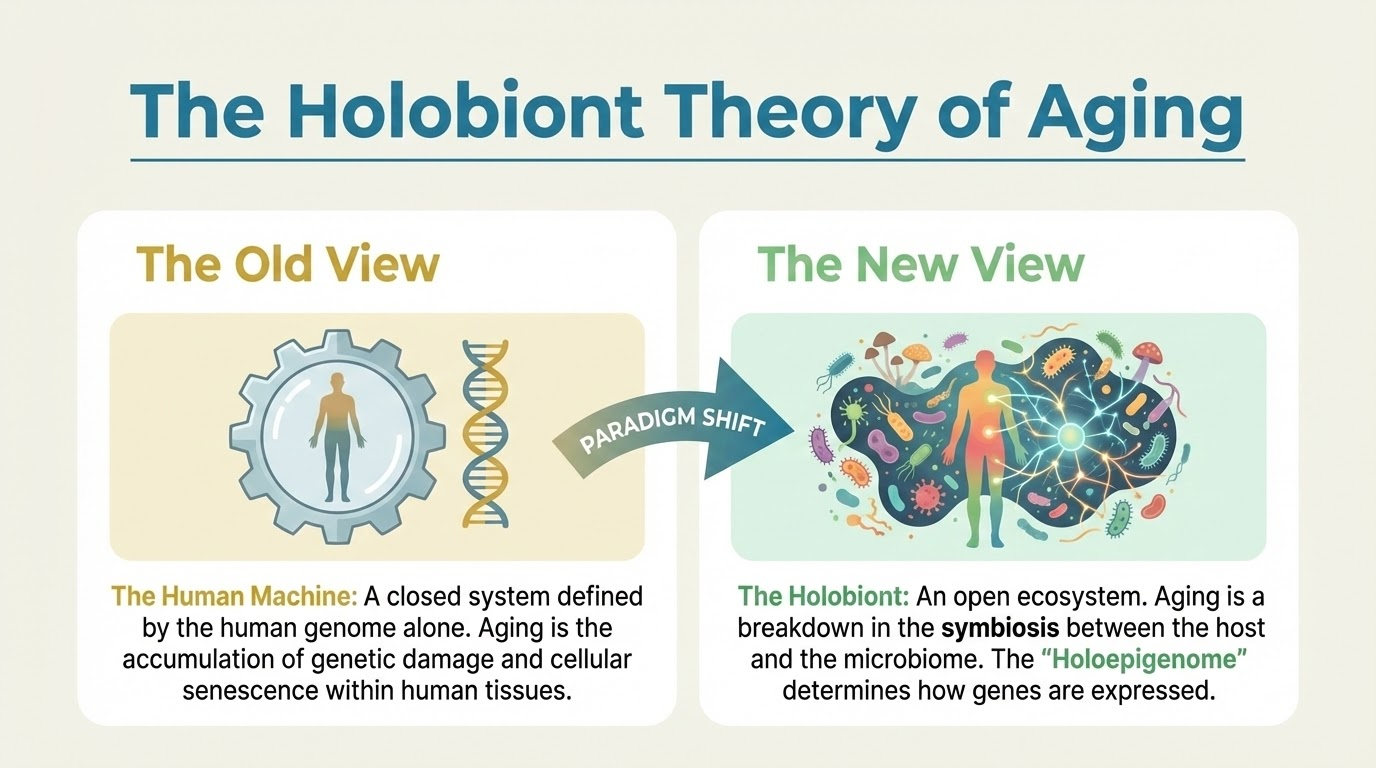 The Holobiont Theory of Aging
The Old View
The Human Machine: A closed system defined
by the human genome alone. Aging is the
accumulation of genetic damage and cellular
senescence within human tissues.
PARADIGM SHIFT
The New View
The Holobiont: An open ecosystem. Aging is a
breakdown in the symbiosis between the host
and the microbiome. The “Holoepigenome”
determines how genes are expressed.